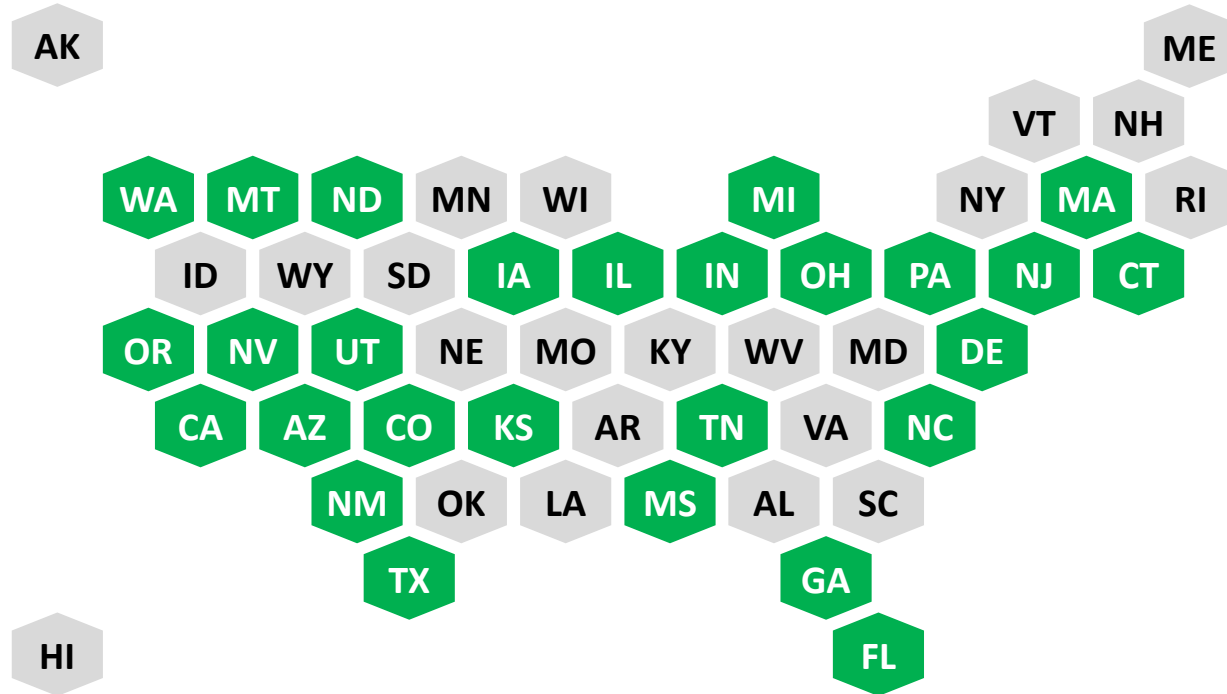 AK
ME
VT NH
WA MT ND MN WI MI NY MA RI
ID WY SD IA IL IN OH PA NJ CT
OR NV UT NE MO KY WV MD DE
CA AZ CO KS AR TN VA NC
NM OK LA MS AL SC
TX GA
HI FL